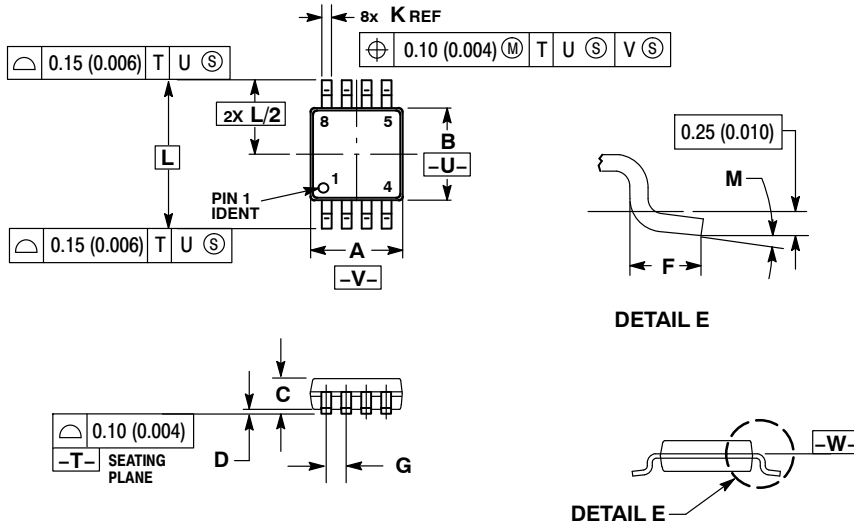 8x K REF
⌖ 0.10 (0.004) Ⓜ T U Ⓢ V Ⓢ
⌓ 0.15 (0.006) T U Ⓢ
2X L/2
8 5
B
-U-
0.25 (0.010)
L
M
PIN 1
IDENT
1
4
⌓ 0.15 (0.006) T U Ⓢ
A
-V-
F
DETAIL E
C
⌓ 0.10 (0.004)
-T- SEATING
PLANE
D
G
-W-
DETAIL E